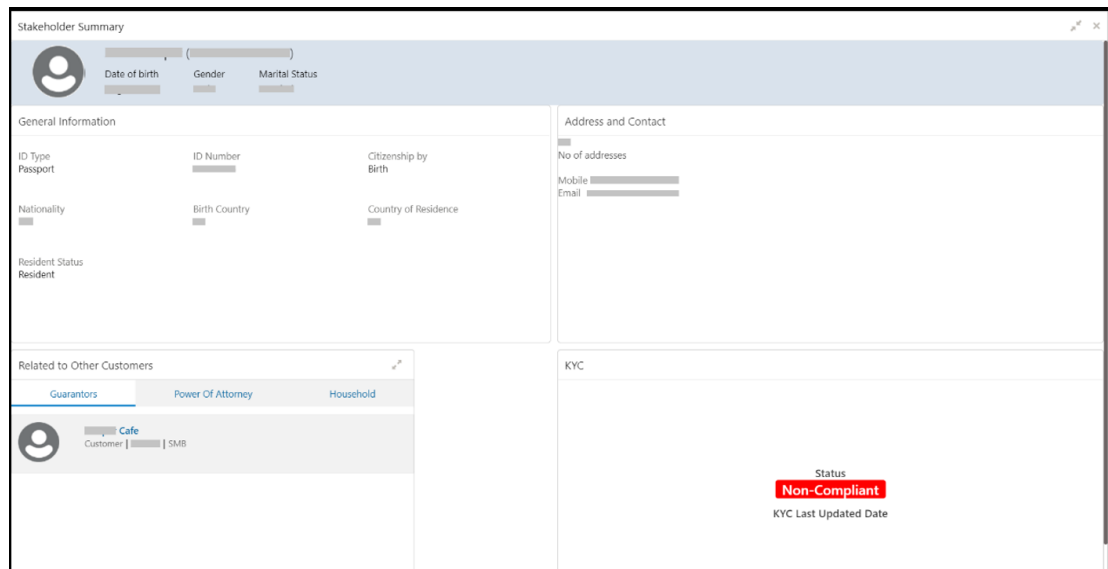 Stakeholder Summary
( )
Date of birth Gender Marital Status
General Information
ID Type ID Number Citizenship by
Passport Birth
Nationality Birth Country Country of Residence
Resident Status
Resident
Address and Contact
No of addresses
Mobile
Email
Related to Other Customers
Guarantors Power Of Attorney Household
Cafe
Customer | | SMB
KYC
Status
Non-Compliant
KYC Last Updated Date